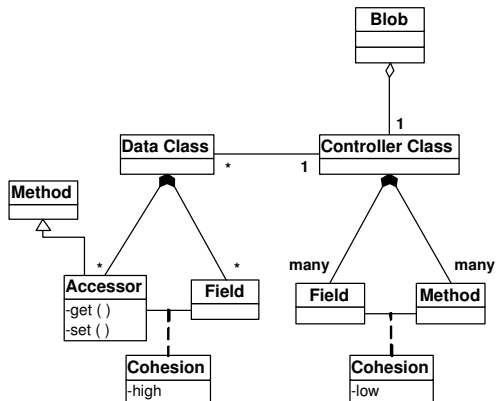 Blob
1
Data Class
Controller Class
*
1
Method
*
*
many
many
Accessor
-get ( )
-set ( )
Field
Field
Method
Cohesion
-high
Cohesion
-low